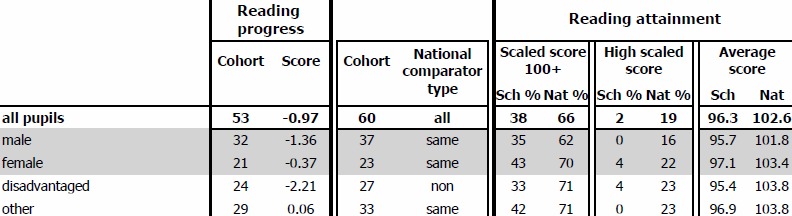 Reading progress Reading attainment
Cohort Score Cohort National comparator type Scaled score 100+ High scaled score Average score
Sch % Nat % Sch % Nat % Sch Nat
all pupils 53 -0.97 60 all 38 66 2 19 96.3 102.6
male 32 -1.36 37 same 35 62 0 16 95.7 101.8
female 21 -0.37 23 same 43 70 4 22 97.1 103.4
disadvantaged 24 -2.21 27 non 33 71 4 23 95.4 103.8
other 29 0.06 33 same 42 71 0 23 96.9 103.8